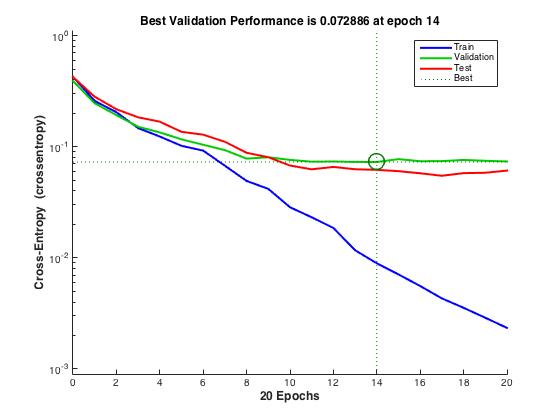 Best Validation Performance is 0.072886 at epoch 14
Train
Validation
Test
Best
10^0
10^-1
10^-2
10^-3
Cross-Entropy (crossentropy)
0 2 4 6 8 10 12 14 16 18 20
20 Epochs